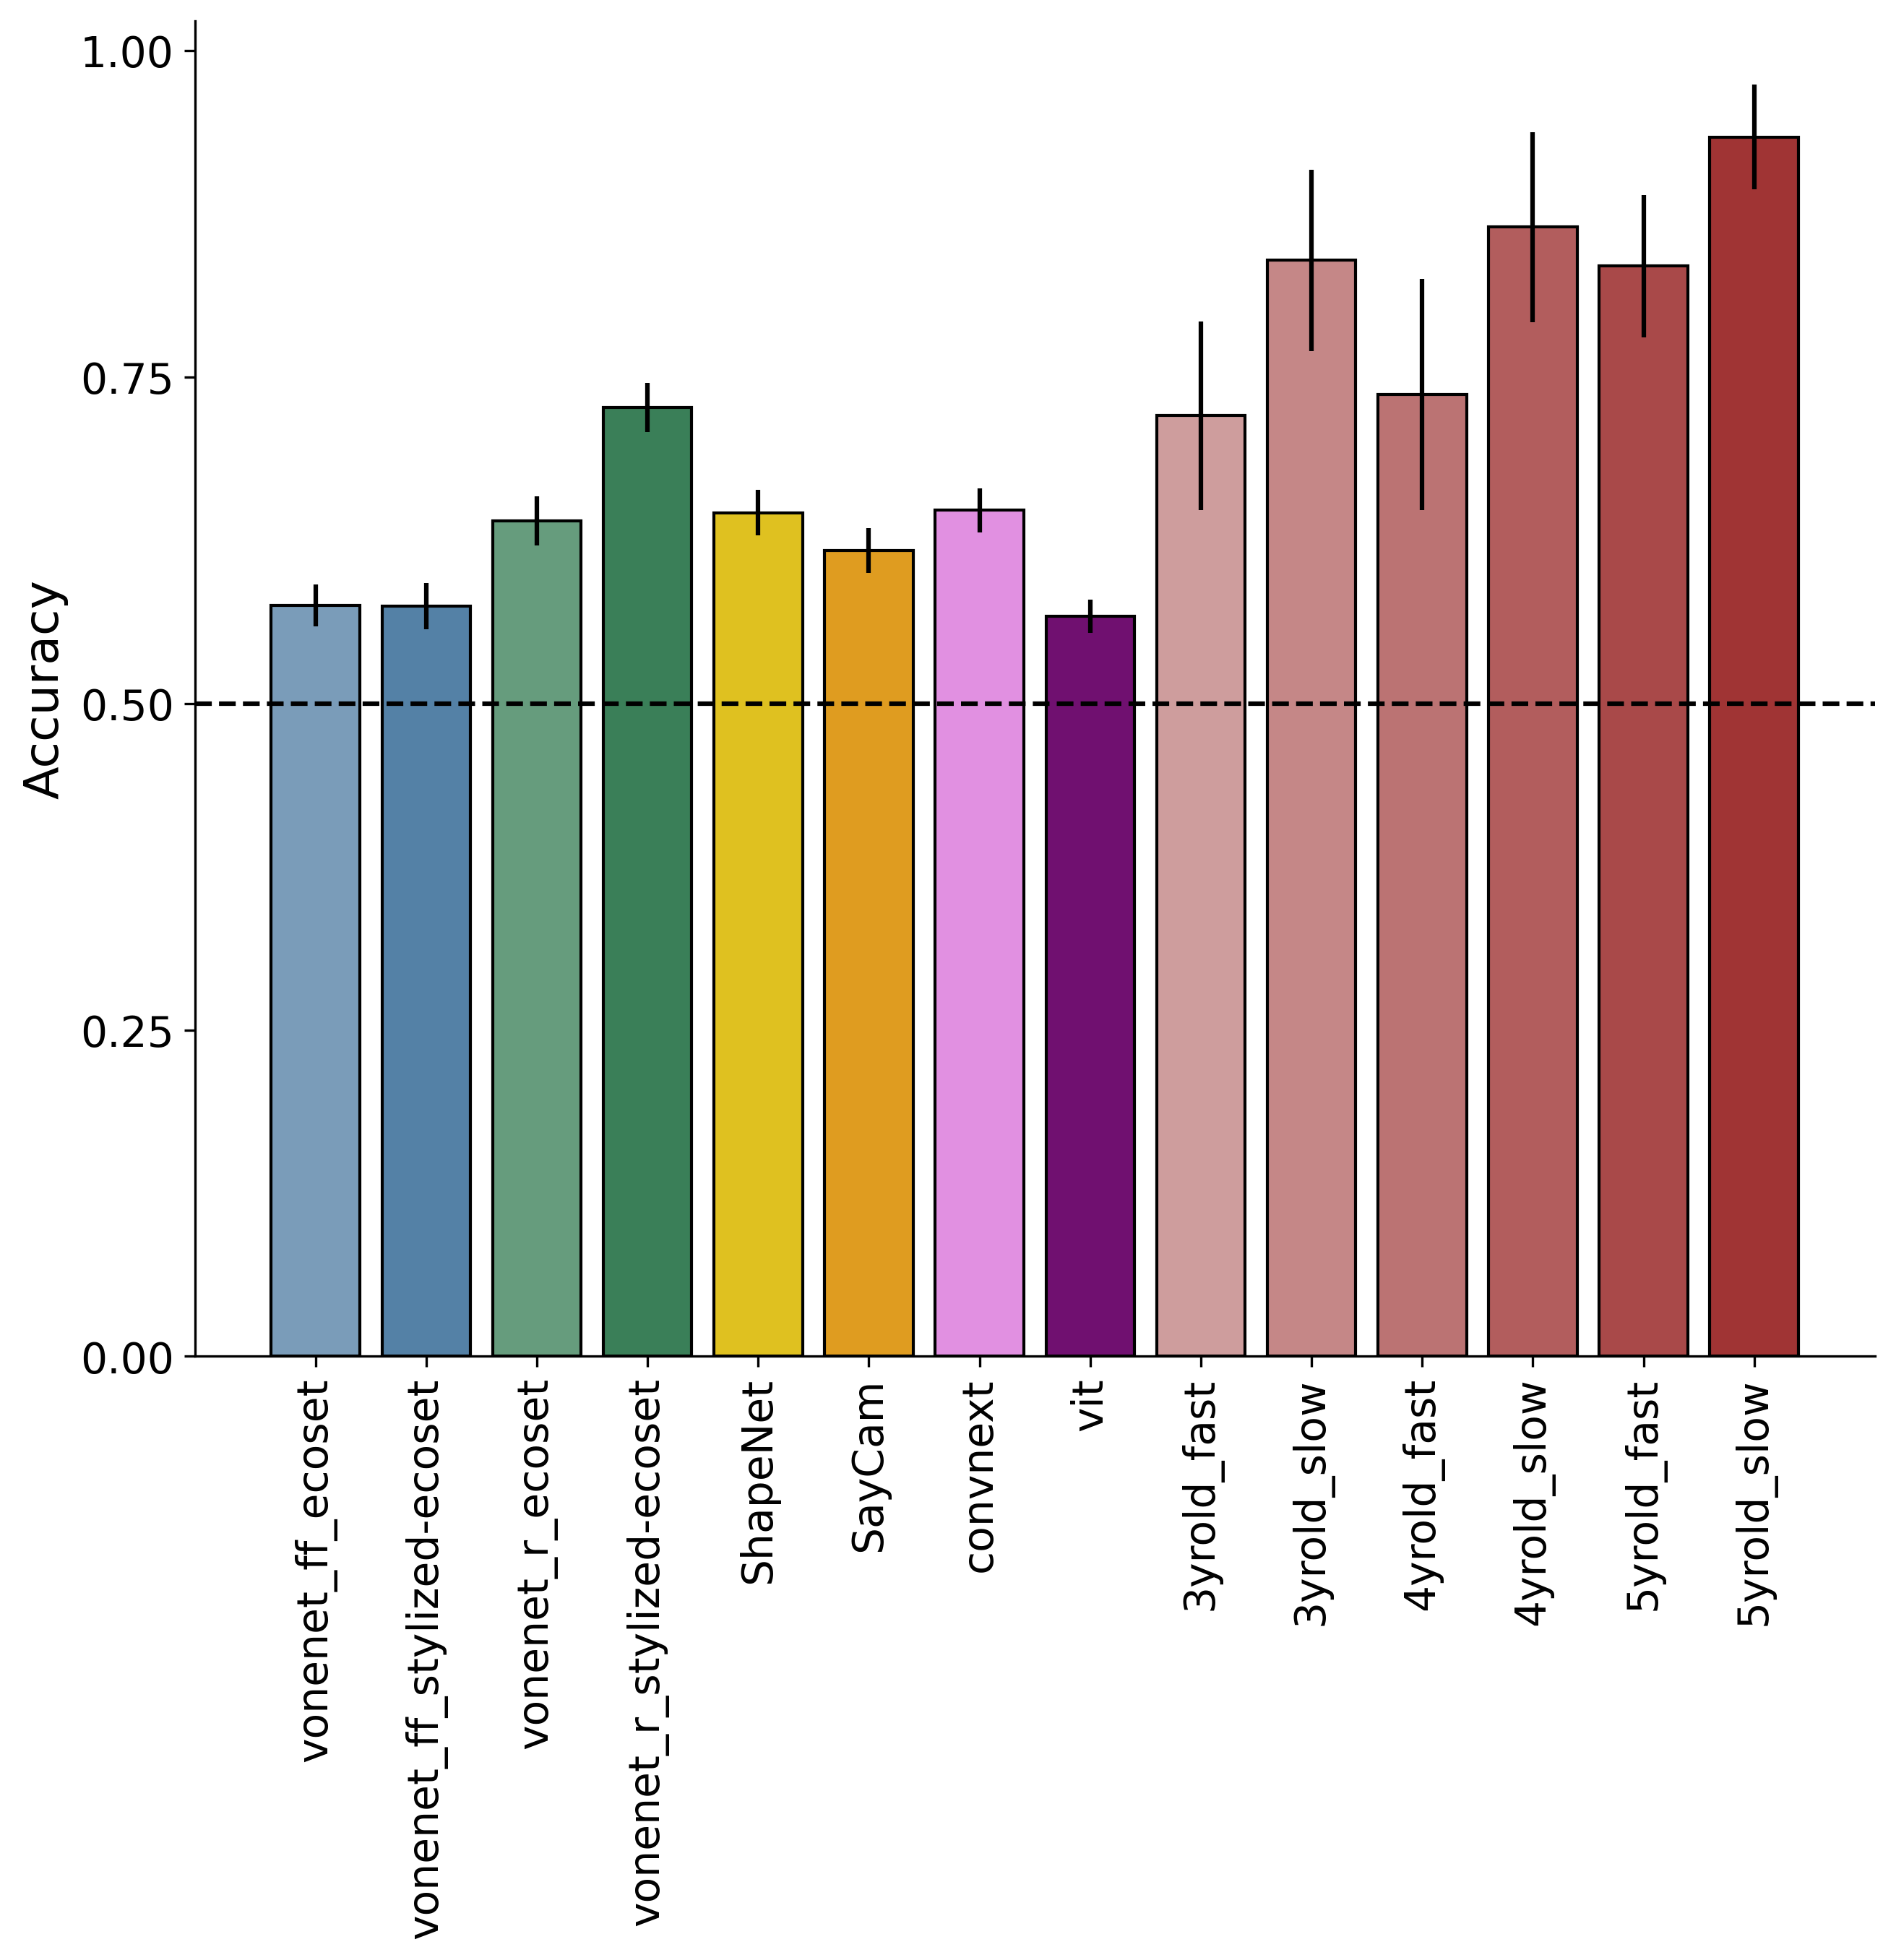 1.00
0.75
0.50
0.25
0.00
Accuracy
vonenet_ff_ecoset
vonenet_ff_stylized-ecoset
vonenet_r_ecoset
vonenet_r_stylized-ecoset
ShapeNet
SayCam
convnext
vit
3yrold_fast
3yrold_slow
4yrold_fast
4yrold_slow
5yrold_fast
5yrold_slow